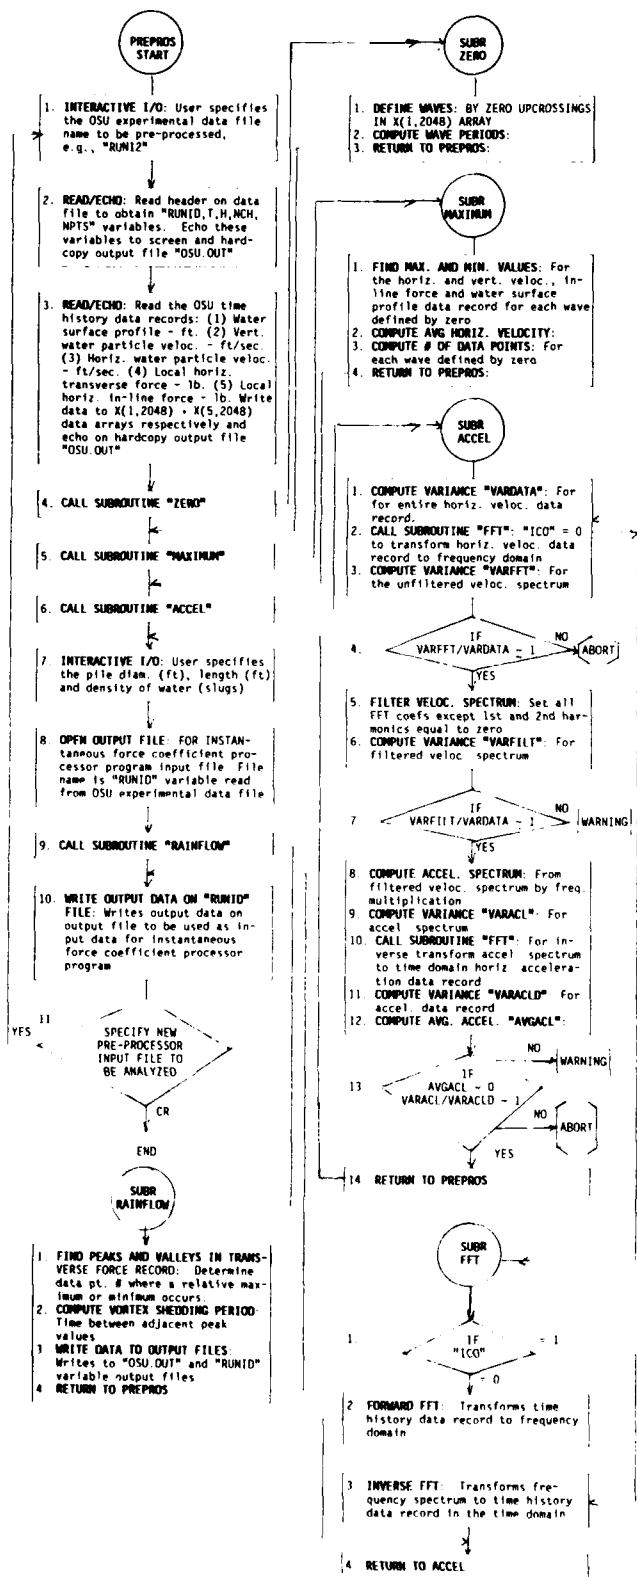 PREPROS
START
1. INTERACTIVE I/O: User specifies
the OSU experimental data file
name to be pre-processed,
e.g., "RUN12"
2. READ/ECHO: Read header on data
file to obtain "RUNID,T,H,NCH,
NPTS" variables. Echo these
variables to screen and hard-
copy output file "OSU.OUT"
3. READ/ECHO: Read the OSU time
history data records: (1) Water
surface profile - ft. (2) Vert.
water particle veloc. - ft/sec.
(3) Horiz. water particle veloc.
- ft/sec. (4) Local horiz.
transverse force - lb. (5) Local
horiz. in-line force - lb. Write
data to X(1,2048) - X(5,2048)
data arrays respectively and
echo on hardcopy output file
"OSU.OUT"
4. CALL SUBROUTINE "ZERO"
5. CALL SUBROUTINE "MAXIMUM"
6. CALL SUBROUTINE "ACCEL"
7. INTERACTIVE I/O: User specifies
the pile diam. (ft), length (ft)
and density of water (slugs)
8. OPEN OUTPUT FILE: FOR INSTAN-
taneous force coefficient pro-
cessor program input file. File
name is "RUNID" variable read
from OSU experimental data file
9. CALL SUBROUTINE "RAINFLOW"
10. WRITE OUTPUT DATA ON "RUNID"
FILE: Writes output data on
output file to be used as in-
put data for instantaneous
force coefficient processor
program
11
YES
SPECIFY NEW
PRE-PROCESSOR
INPUT FILE TO
BE ANALYZED
CR
END
SUBR
RAINFLOW
1. FIND PEAKS AND VALLEYS IN TRANS-
VERSE FORCE RECORD: Determine
data pt. # where a relative max-
imum or minimum occurs.
2. COMPUTE VORTEX SHEDDING PERIOD:
Time between adjacent peak
values
3 WRITE DATA TO OUTPUT FILES:
Writes to "OSU.OUT" and "RUNID"
variable output files
4 RETURN TO PREPROS
SUBR
ZERO
1. DEFINE WAVES: BY ZERO UPCROSSINGS
IN X(1,2048) ARRAY
2. COMPUTE WAVE PERIODS:
3. RETURN TO PREPROS:
SUBR
MAXIMUM
1. FIND MAX. AND MIN. VALUES: For
the horiz. and vert. veloc., in-
line force and water surface
profile data record for each wave
defined by zero
2. COMPUTE AVG HORIZ. VELOCITY:
3. COMPUTE # OF DATA POINTS: For
each wave defined by zero
4. RETURN TO PREPROS:
SUBR
ACCEL
1. COMPUTE VARIANCE "VARDATA": For
for entire horiz. veloc. data
record.
2. CALL SUBROUTINE "FFT": "ICO" = 0
to transform horiz. veloc. data
record to frequency domain
3. COMPUTE VARIANCE "VARFFT": For
the unfiltered veloc. spectrum
4.
IF
VARFFT/VARDATA ~ 1
NO
ABORT
YES
5. FILTER VELOC. SPECTRUM: Set all
FFT coefs except 1st and 2nd har-
monics equal to zero
6. COMPUTE VARIANCE "VARFILT": For
filtered veloc spectrum
7
IF
VARFILT/VARDATA ~ 1
NO
WARNING
YES
8. COMPUTE ACCEL. SPECTRUM: From
filtered veloc. spectrum by freq.
multiplication
9. COMPUTE VARIANCE "VARACL" For
accel spectrum
10. CALL SUBROUTINE "FFT": For in-
verse transform accel spectrum
to time domain horiz accelera-
tion data record
11. COMPUTE VARIANCE "VARACLD" for
accel. data record
12. COMPUTE AVG. ACCEL. "AVGACL":
13
IF
AVGACL ~ 0
VARACL/VARACLD ~ 1
NO
WARNING
NO
ABORT
YES
14 RETURN TO PREPROS
SUBR
FFT
1.
IF
"ICO"
= 1
= 0
2 FORWARD FFT: Transforms time
history data record to frequency
domain
3 INVERSE FFT: Transforms fre-
quency spectrum to time history
data record in the time domain
4 RETURN TO ACCEL